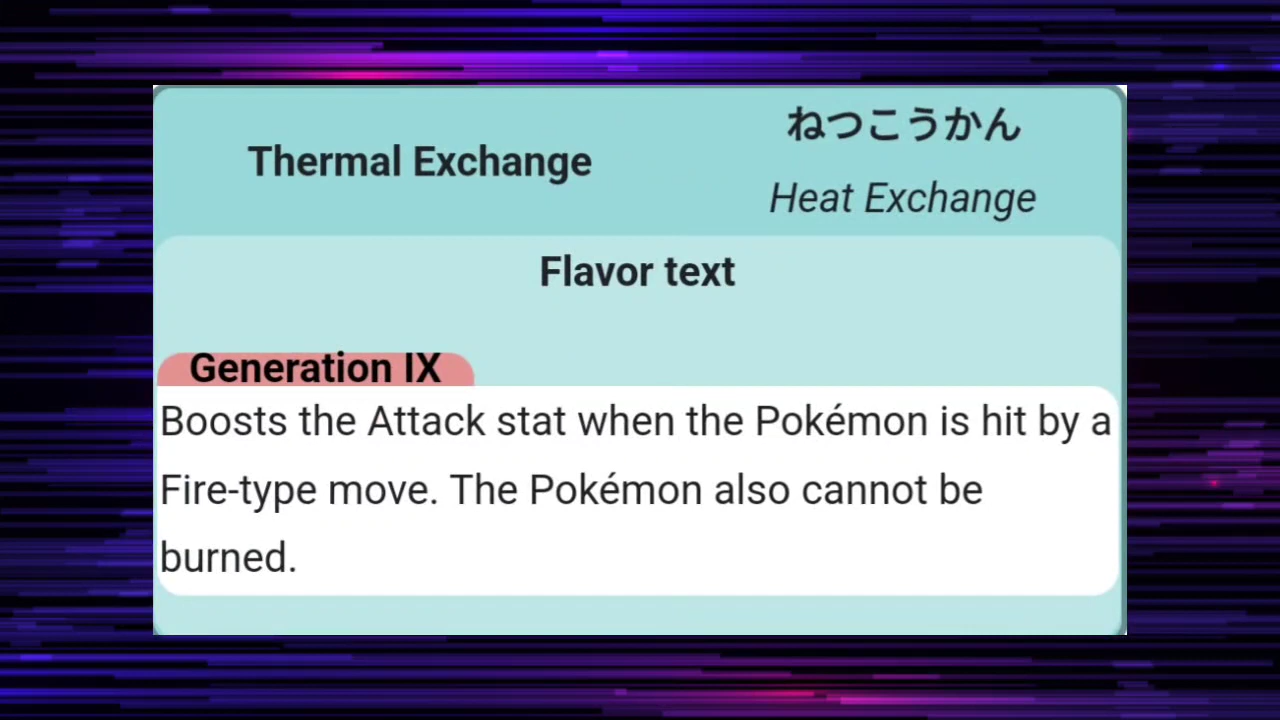 Thermal Exchange
ねつこうかん
Heat Exchange
Flavor text
Generation IX
Boosts the Attack stat when the Pokémon is hit by a
Fire-type move. The Pokémon also cannot be
burned.